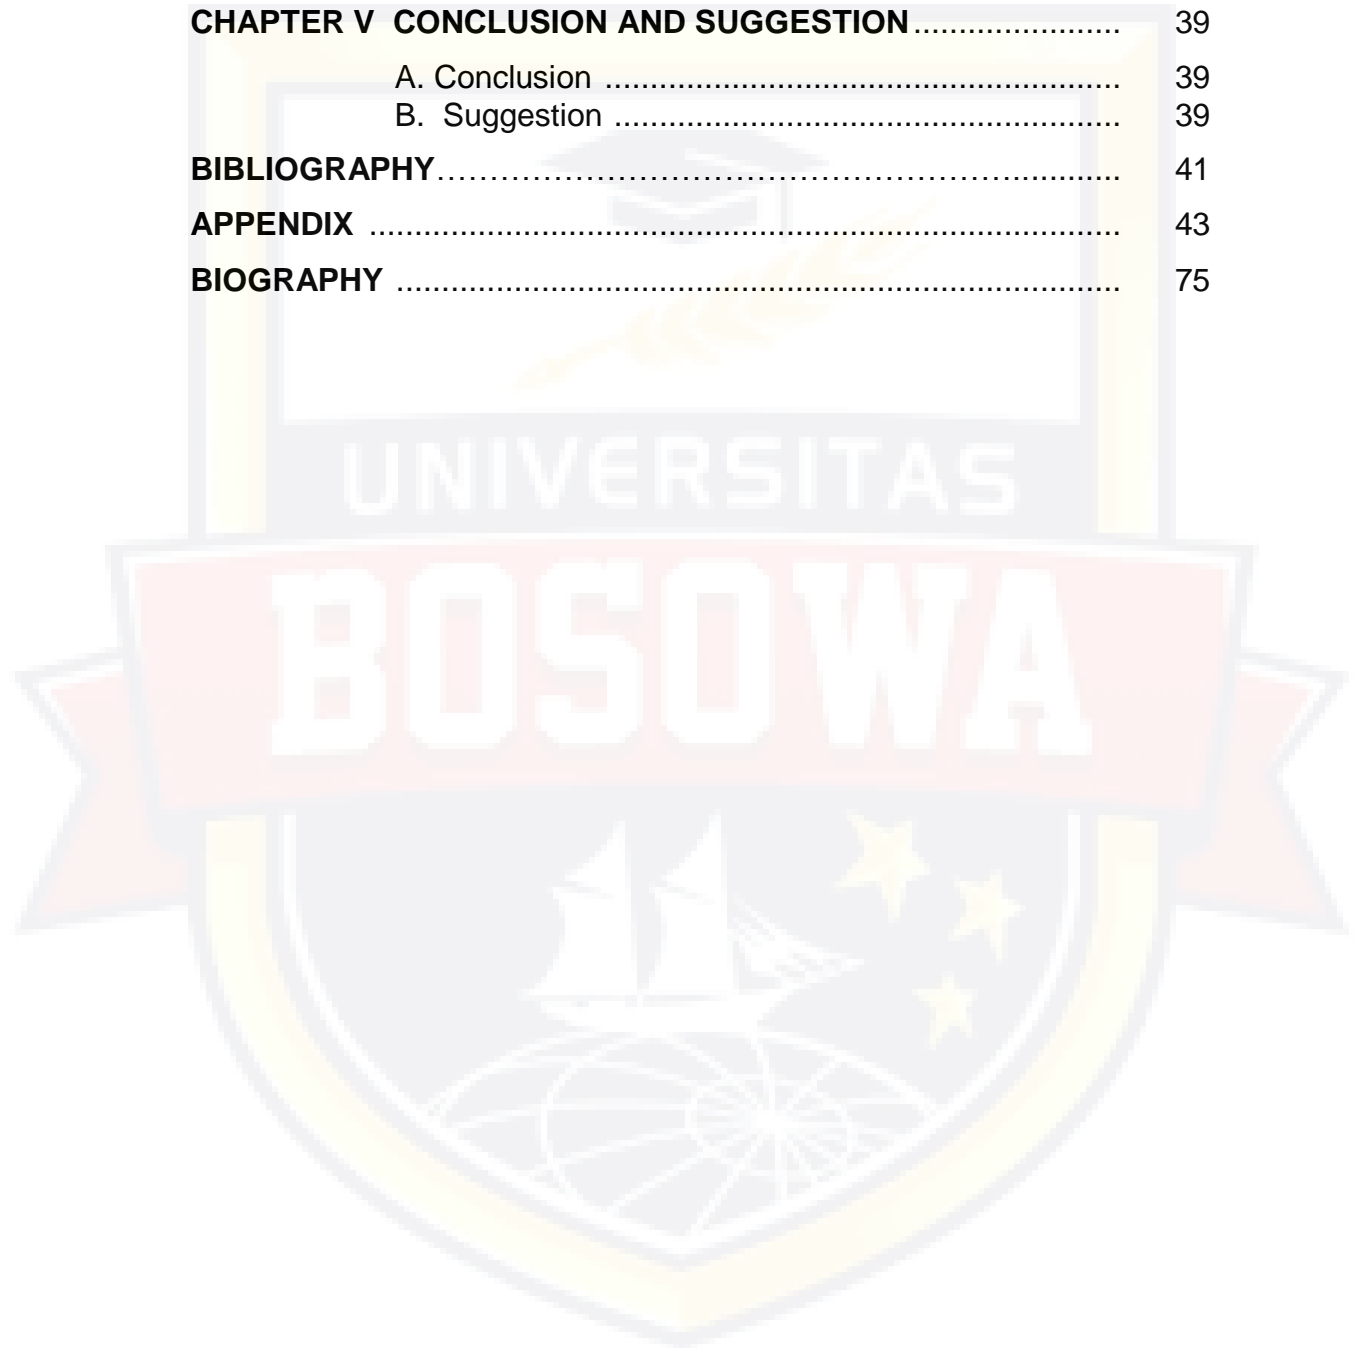 CHAPTER V  CONCLUSION AND SUGGESTION....................... 39
A. Conclusion ......................................................... 39
B.  Suggestion ........................................................ 39
BIBLIOGRAPHY……………………………………………………........... 41
APPENDIX ................................................................................... 43
BIOGRAPHY ................................................................................ 75
UNIVERSITAS
BOSOWA